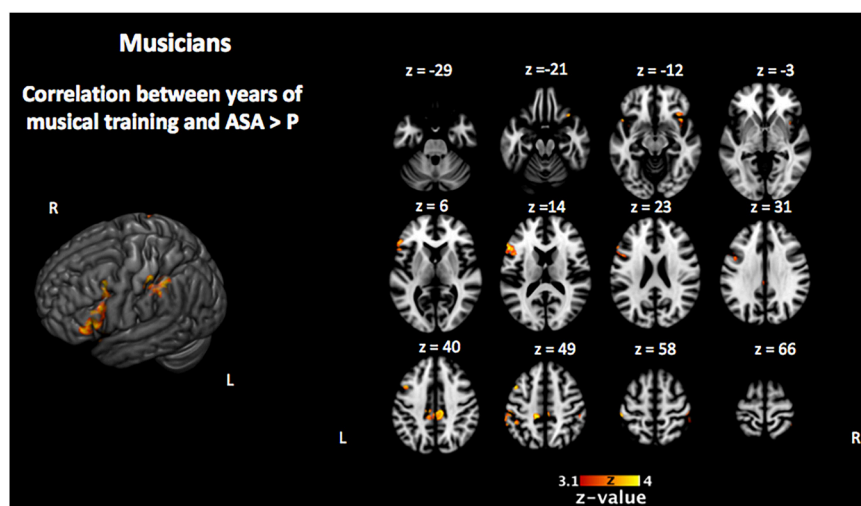 Musicians
Correlation between years of
musical training and ASA > P
R
L
z = -29
z =-21
z = -12
z = -3
z = 6
z =14
z = 23
z = 31
z = 40
z = 49
z = 58
z = 66
L
R
3.1 z 4
z-value